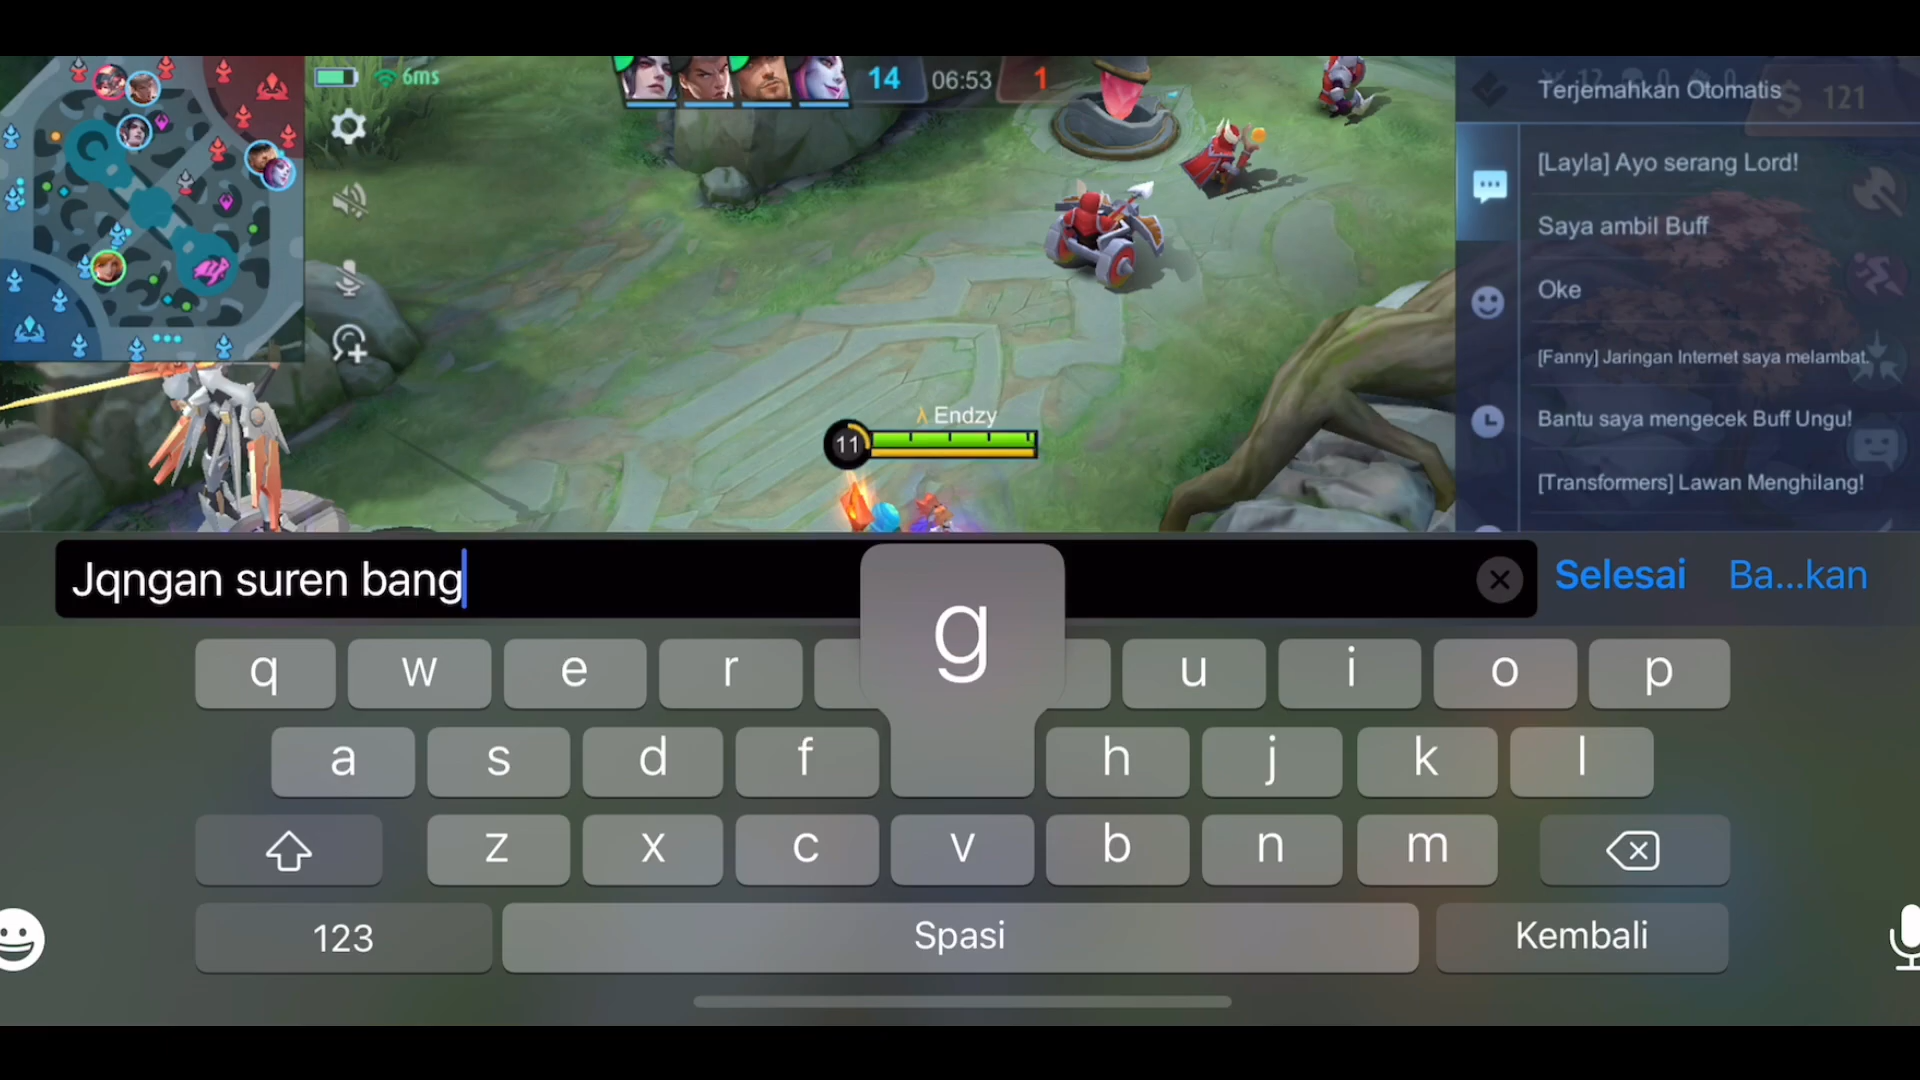 6ms
14 06:53 1
Terjemahkan Otomatis
121
[Layla] Ayo serang Lord!
Saya ambil Buff
Oke
[Fanny] Jaringan Internet saya melambat.
Bantu saya mengecek Buff Ungu!
[Transformers] Lawan Menghilang!
Endzy
11
Jqngan suren bang
Selesai Ba...kan
g
q w e r u i o p
a s d f h j k l
z x c v b n m
123 Spasi Kembali